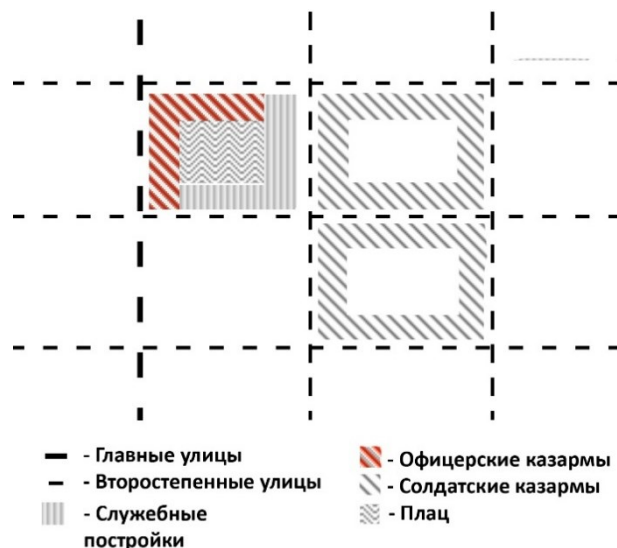 - Главные улицы
- Второстепенные улицы
- Служебные
постройки
- Офицерские казармы
- Солдатские казармы
- Плац